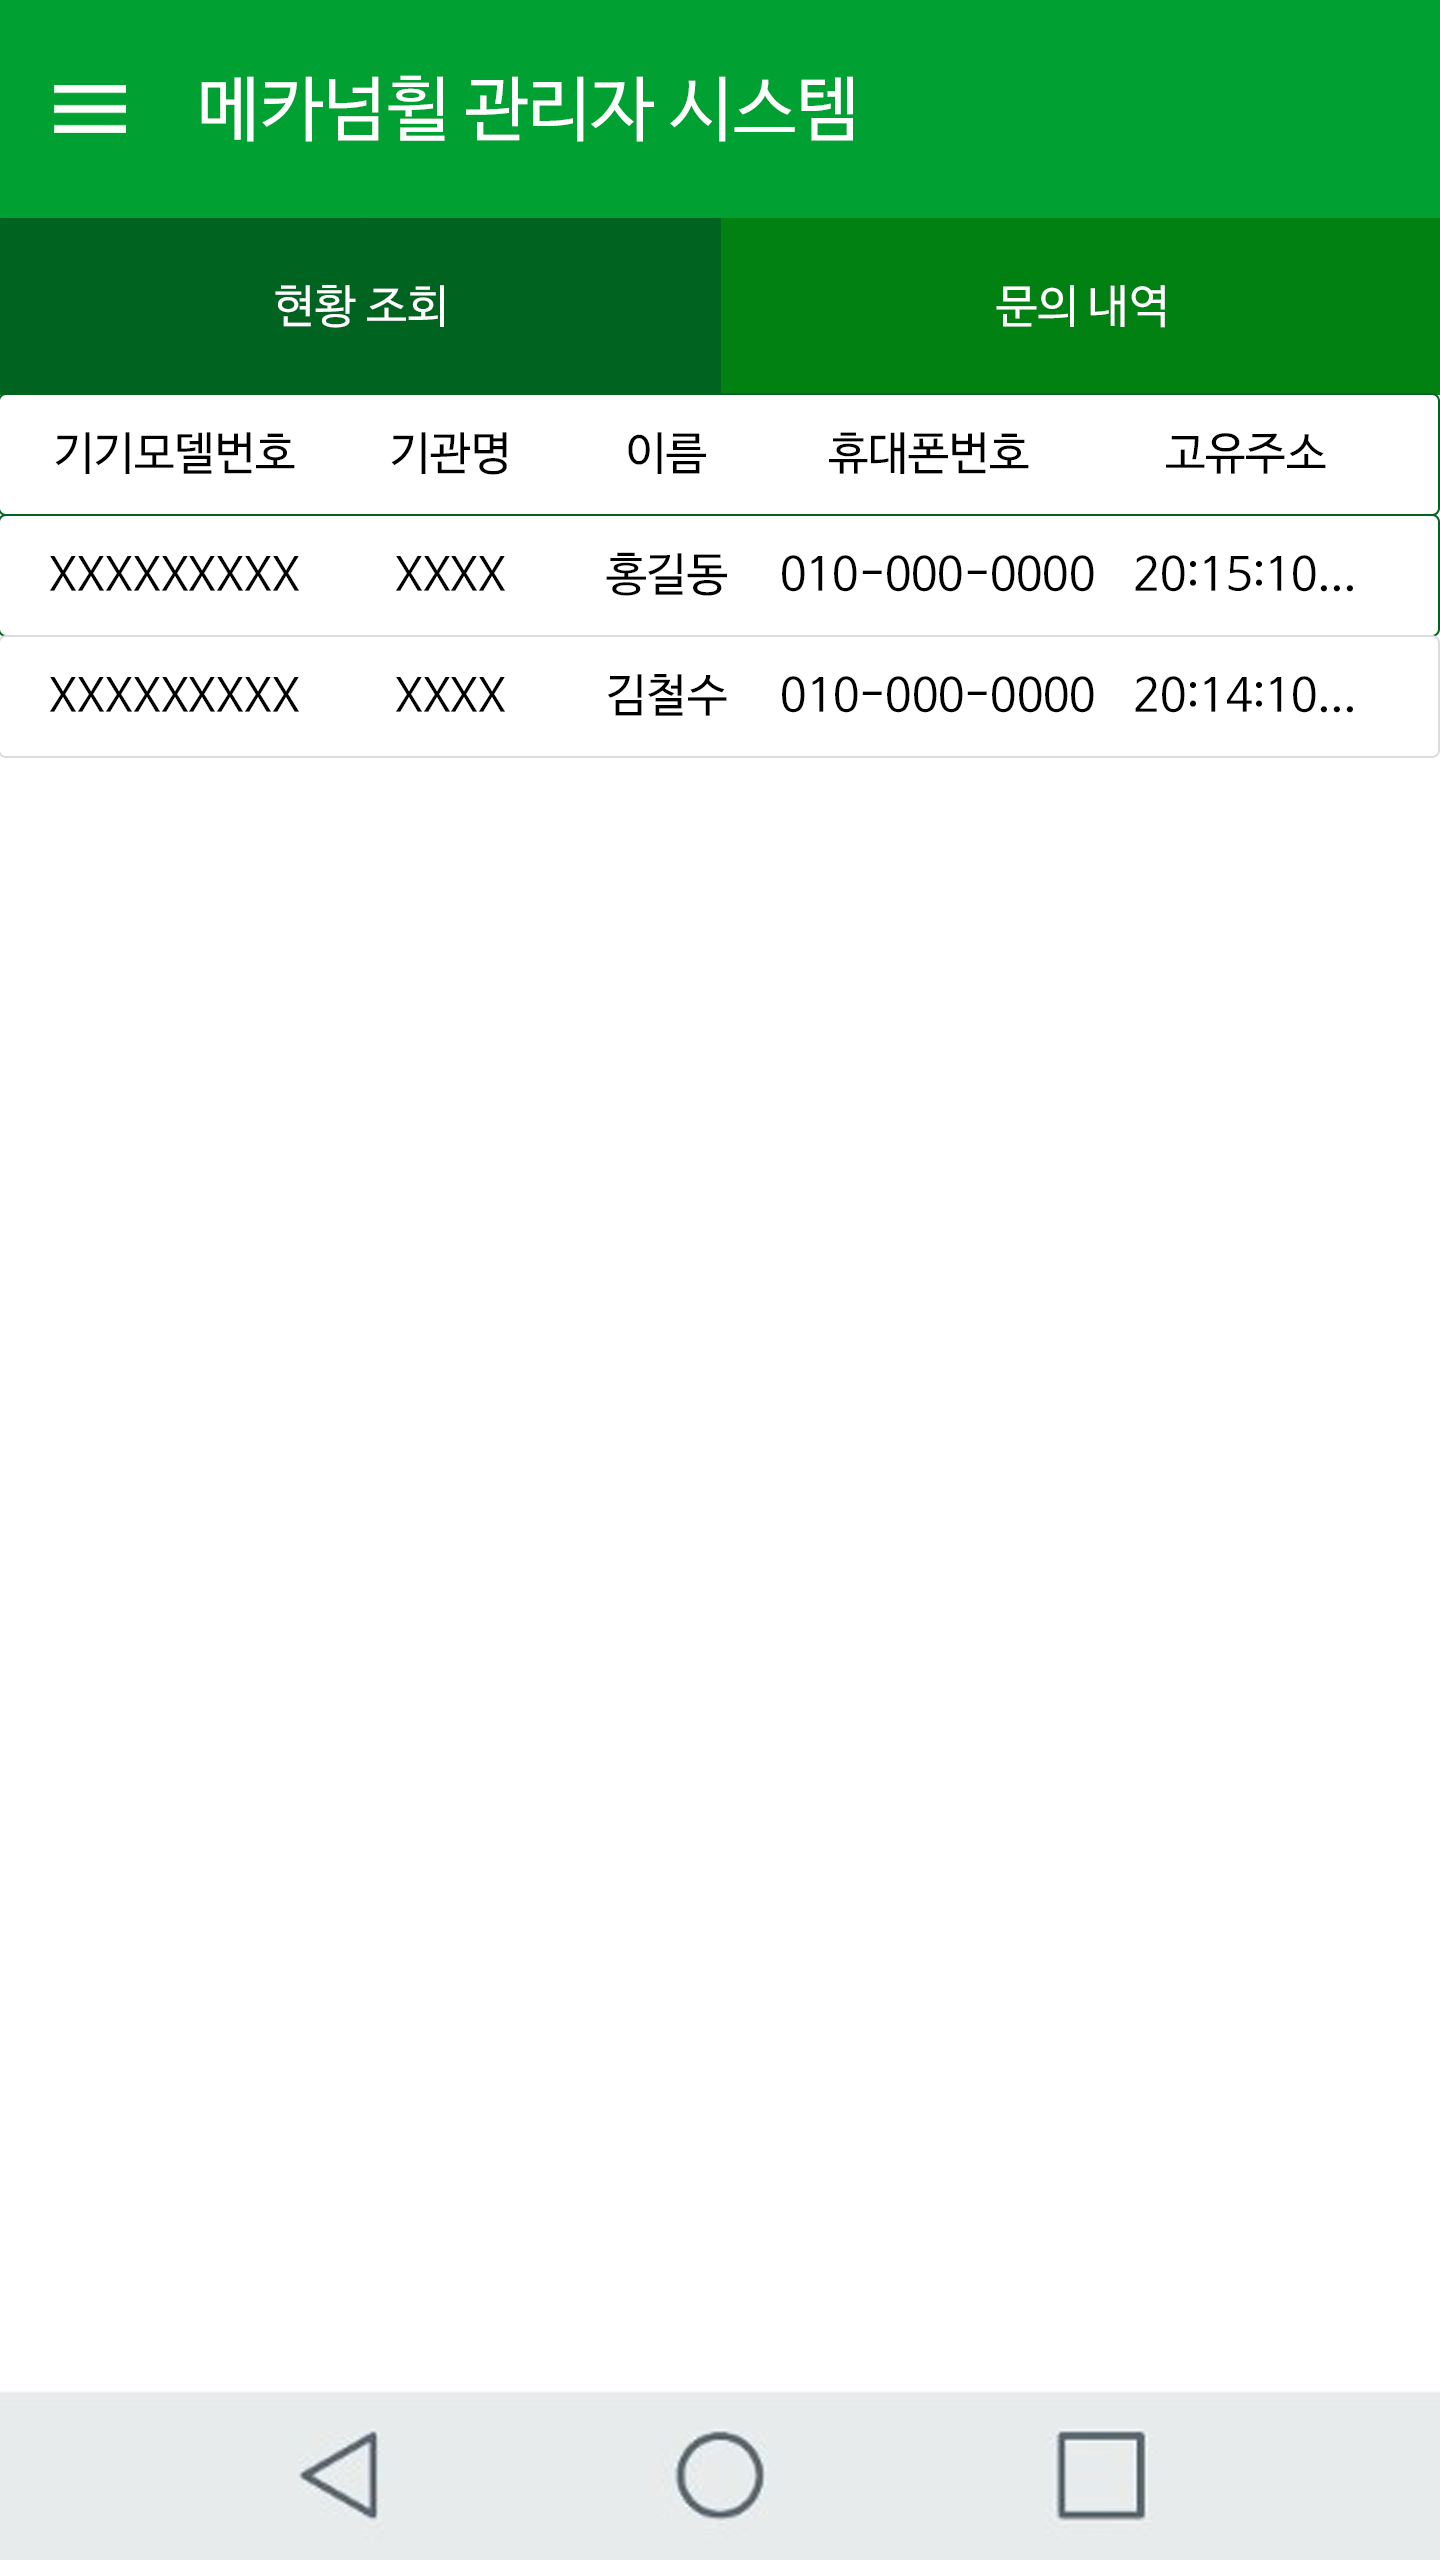 메카넘휠 관리자 시스템
현황 조회 문의 내역
기기모델번호 기관명 이름 휴대폰번호 고유주소
XXXXXXXXX XXXX 홍길동 010-000-0000 20:15:10...
XXXXXXXXX XXXX 김철수 010-000-0000 20:14:10...